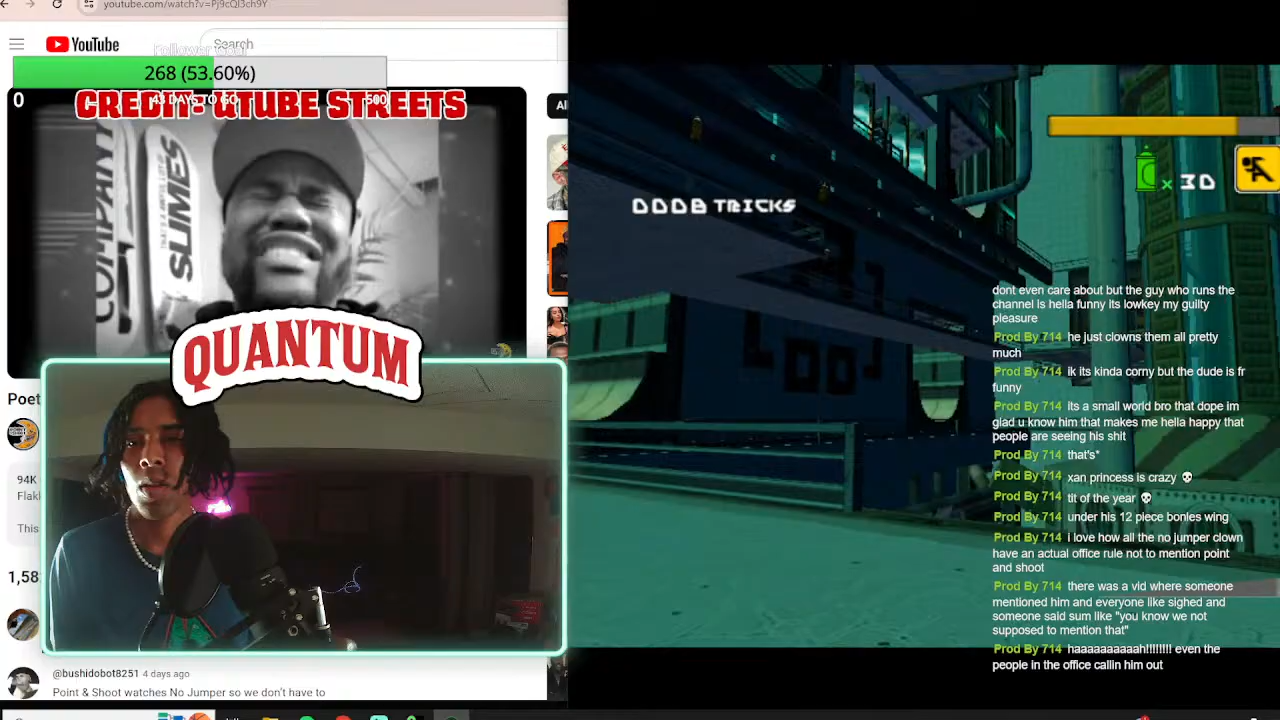 youtube.com/watch?v=Pj9cQI3ch9Y
YouTube
Search
268 (53.60%)
0
43 DAYS TO GO
500
CREDIT- QTUBE STREETS
All
COMPANY
SLIMES
QUANTUM
Poet
94K
Flakk
This
1,58
@bushidobot8251 4 days ago
Point & Shoot watches No Jumper so we don't have to
TRICKS
x 30
dont even care about but the guy who runs the
channel is hella funny its lowkey my guilty
pleasure
Prod By 714 he just clowns them all pretty
much
Prod By 714 ik its kinda corny but the dude is fr
funny
Prod By 714 its a small world bro that dope im
glad u know him that makes me hella happy that
people are seeing his shit
Prod By 714 that's*
Prod By 714 xan princess is crazy 💀
Prod By 714 tit of the year 💀
Prod By 714 under his 12 piece bonles wing
Prod By 714 i love how all the no jumper clown
have an actual office rule not to mention point
and shoot
Prod By 714 there was a vid where someone
mentioned him and everyone like sighed and
someone said sum like "you know we not
supposed to mention that"
Prod By 714 haaaaaaaaaah!!!!!!!! even the
people in the office callin him out